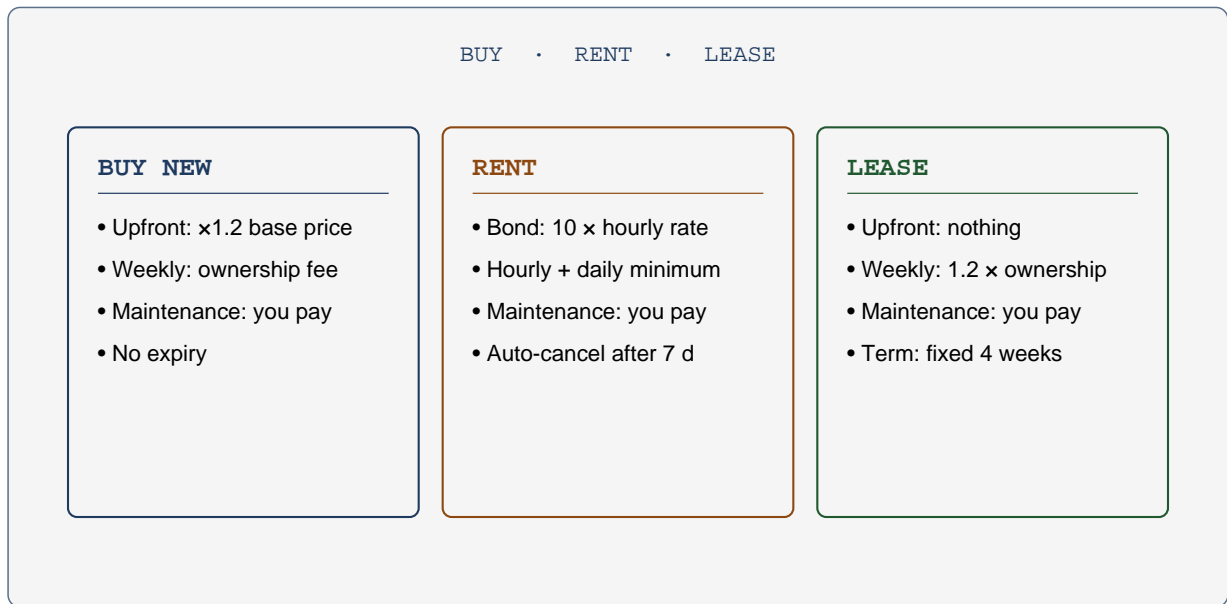 BUY · RENT · LEASE
BUY NEW
• Upfront: ×1.2 base price
• Weekly: ownership fee
• Maintenance: you pay
• No expiry
RENT
• Bond: 10 × hourly rate
• Hourly + daily minimum
• Maintenance: you pay
• Auto-cancel after 7 d
LEASE
• Upfront: nothing
• Weekly: 1.2 × ownership
• Maintenance: you pay
• Term: fixed 4 weeks